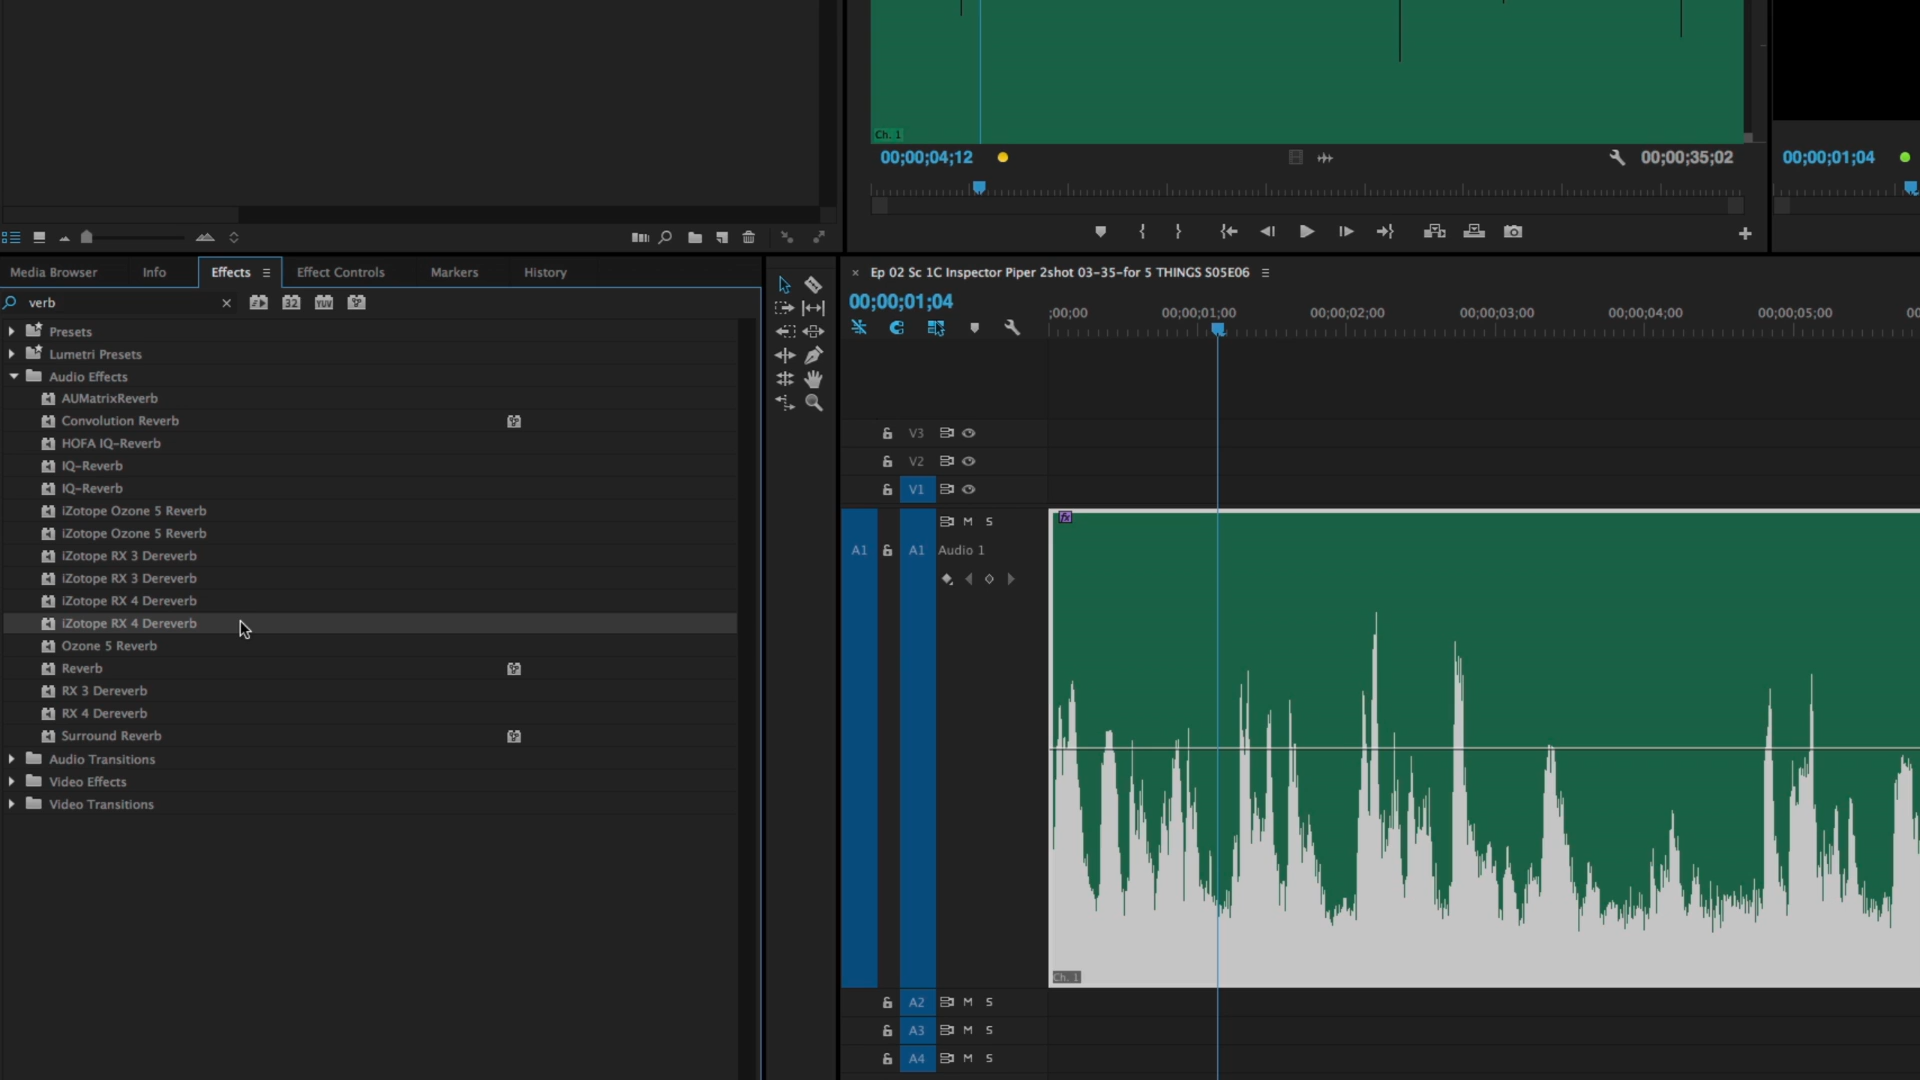 Ch. 1
00;00;04;12
00;00;35;02
00;00;01;04
Media Browser
Info
Effects
Effect Controls
Markers
History
verb
32
YUV
Presets
Lumetri Presets
Audio Effects
AUMatrixReverb
Convolution Reverb
HOFA IQ-Reverb
IQ-Reverb
IQ-Reverb
iZotope Ozone 5 Reverb
iZotope Ozone 5 Reverb
iZotope RX 3 Dereverb
iZotope RX 3 Dereverb
iZotope RX 4 Dereverb
iZotope RX 4 Dereverb
Ozone 5 Reverb
Reverb
RX 3 Dereverb
RX 4 Dereverb
Surround Reverb
Audio Transitions
Video Effects
Video Transitions
Ep 02 Sc 1C Inspector Piper 2shot 03-35-for 5 THINGS S05E06
00;00;01;04
;00;00
00;00;01;00
00;00;02;00
00;00;03;00
00;00;04;00
00;00;05;00
00
V3
V2
V1
M S
A1 A1 Audio 1
fx
Ch. 1
A2 M S
A3 M S
A4 M S